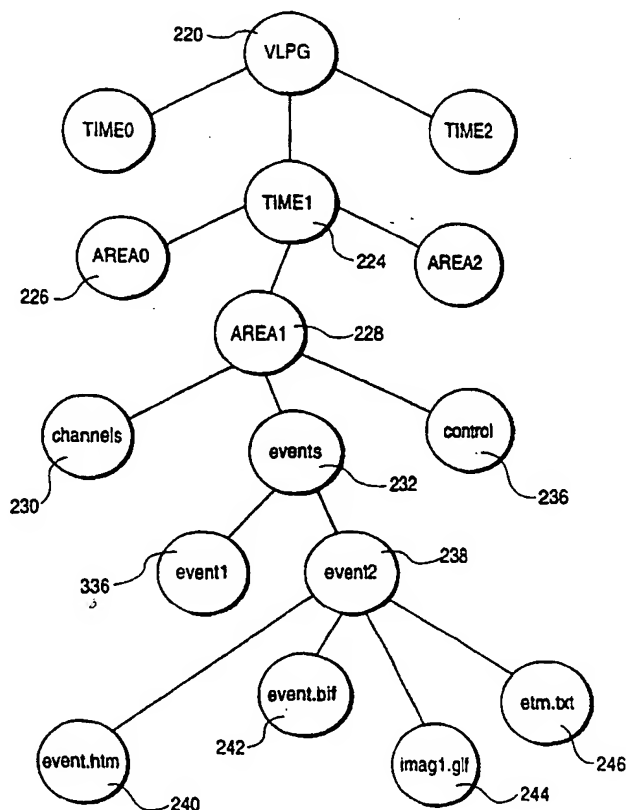 220
VLPG
TIME0
TIME2
TIME1
224
AREA0
226
AREA2
AREA1
228
channels
230
events
232
control
236
event1
336
event2
238
event.bif
242
etm.txt
246
event.htm
240
imag1.gif
244